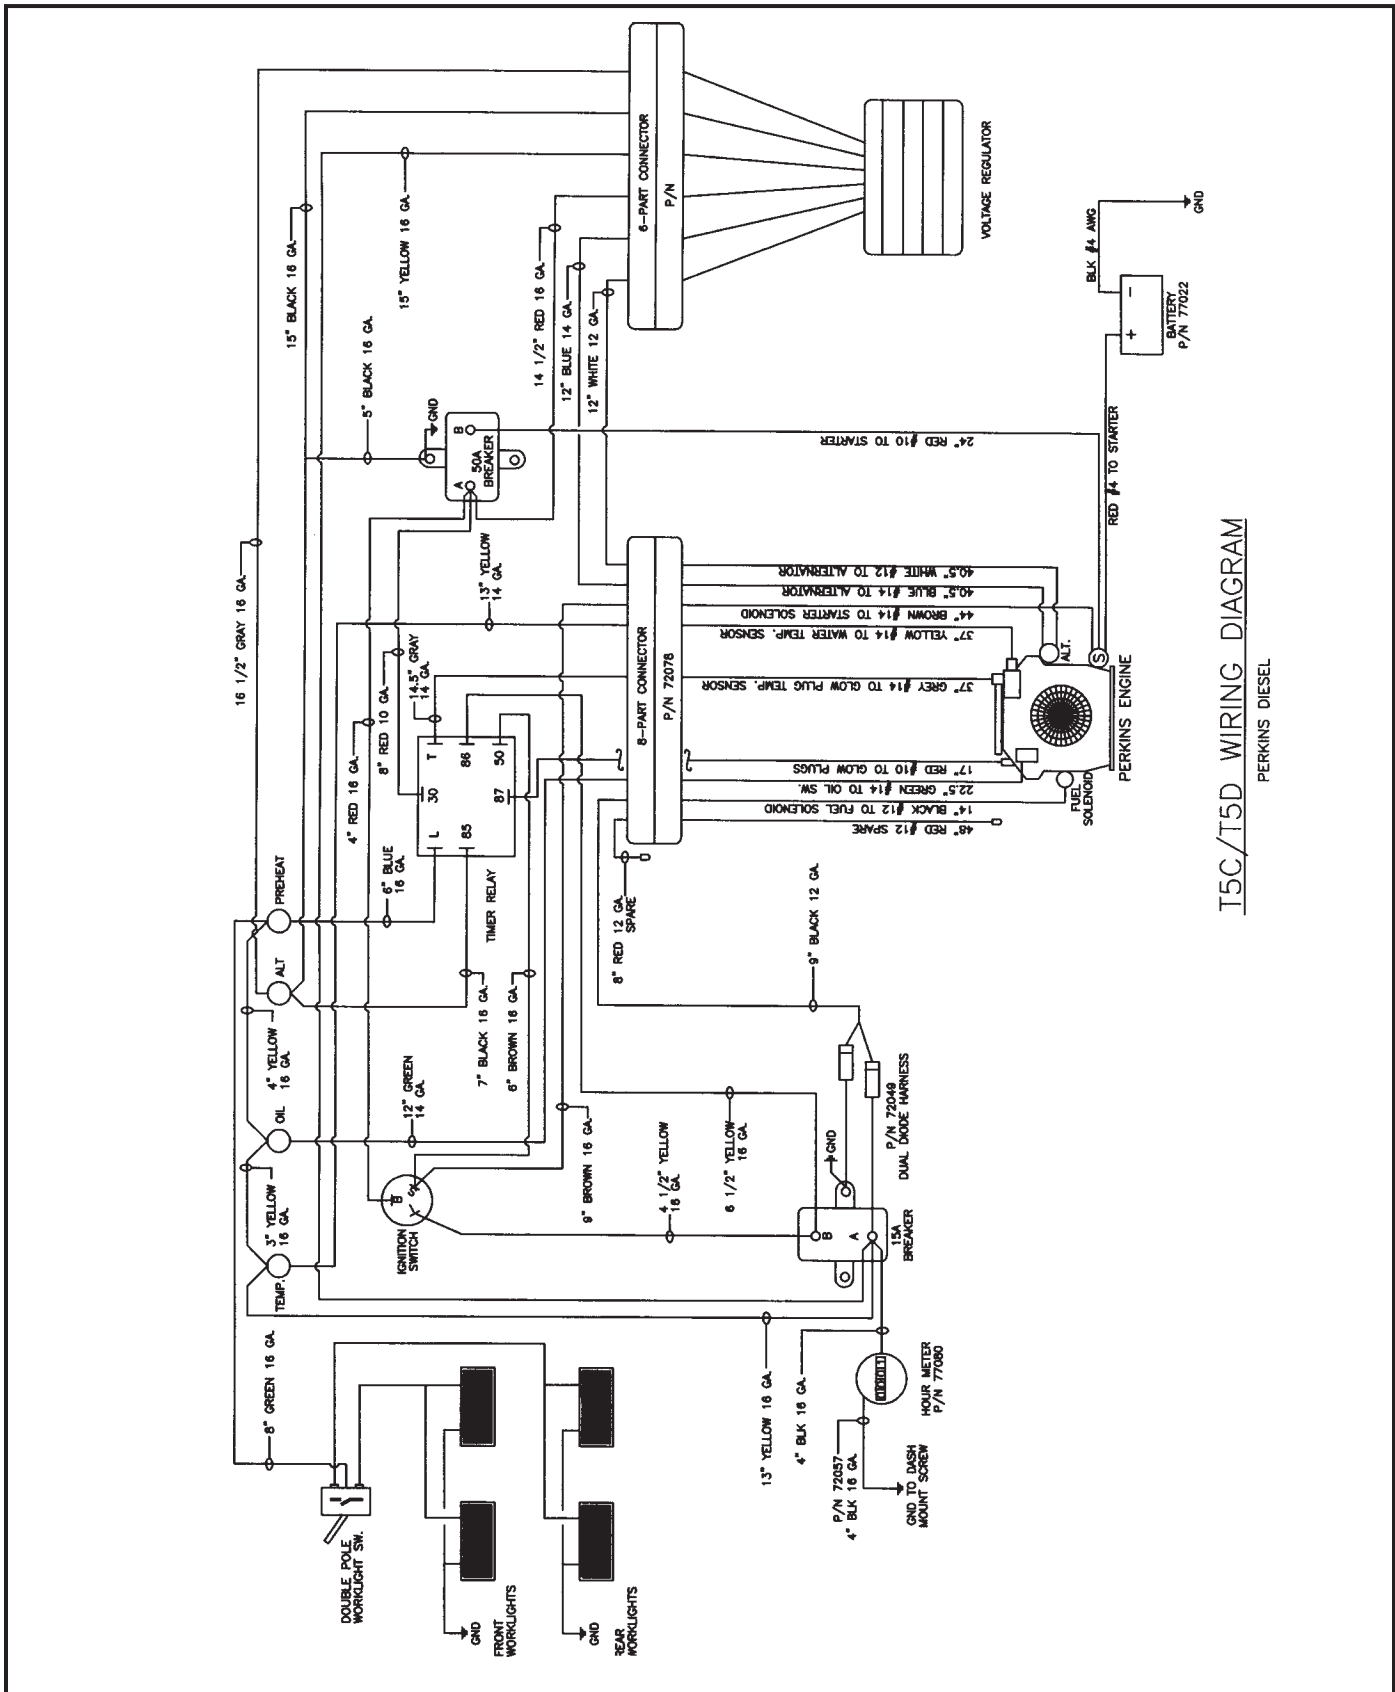 T5C/T5D WIRING DIAGRAM
PERKINS DIESEL
DOUBLE POLE
WORKLIGHT SW.
8" GREEN 16 GA.
FRONT
WORKLIGHTS
GND
REAR
WORKLIGHTS
GND
TEMP.
3" YELLOW
16 GA.
OIL
4" YELLOW
16 GA.
ALT
PREHEAT
16 1/2" GRAY 16 GA.
15" BLACK 16 GA.
15" YELLOW 16 GA.
5" BLACK 16 GA.
IGNITION
SWITCH
B
S
I
12" GREEN
14 GA.
7" BLACK 16 GA.
6" BROWN 16 GA.
6" BLUE
16 GA.
4" RED 16 GA.
8" RED 10 GA.
14.5" GRAY
14 GA.
13" YELLOW
14 GA.
TIMER RELAY
L
30
T
85
87
86
50
GND
A
B
50A
BREAKER
14 1/2" RED 16 GA.
12" BLUE 14 GA.
12" WHITE 12 GA.
6-PART CONNECTOR
P/N
VOLTAGE REGULATOR
9" BROWN 16 GA.
4 1/2" YELLOW
16 GA.
6 1/2" YELLOW
16 GA.
8" RED 12 GA.
SPARE
9" BLACK 12 GA.
8-PART CONNECTOR
P/N 72078
24" RED #10 TO STARTER
40.5" WHITE #12 TO ALTERNATOR
40.5" BLUE #14 TO ALTERNATOR
44" BROWN #14 TO STARTER SOLENOID
37" YELLOW #14 TO WATER TEMP. SENSOR
37" GREY #14 TO GLOW PLUG TEMP. SENSOR
17" RED #10 TO GLOW PLUGS
22.5" GREEN #14 TO OIL SW.
14" BLACK #12 TO FUEL SOLENOID
48" RED #12 SPARE
GND
P/N 72049
DUAL DIODE HARNESS
B
A
15A
BREAKER
13" YELLOW 16 GA.
4" BLK 16 GA.
HOUR METER
P/N 77080
P/N 72057
4" BLK 16 GA.
GND TO DASH
MOUNT SCREW
FUEL
SOLENOID
ALT.
S
PERKINS ENGINE
RED #4 TO STARTER
+
-
BATTERY
P/N 77022
BLK #4 AWG
GND